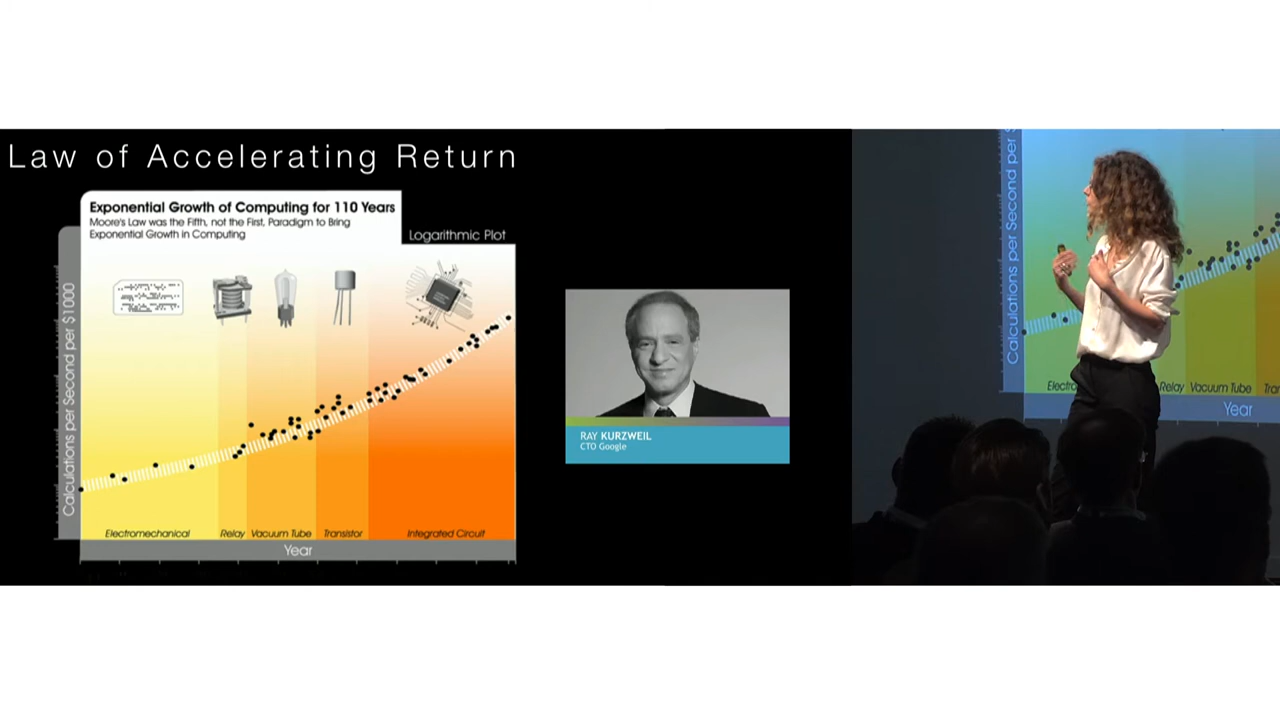 Law of Accelerating Return
Exponential Growth of Computing for 110 Years
Moore's Law was the Fifth, not the First, Paradigm to Bring
Exponential Growth in Computing
Logarithmic Plot
Calculations per Second per $1000
Electromechanical
Relay
Vacuum Tube
Transistor
Integrated Circuit
Year
RAY KURZWEIL
CTO Google
Calculations per Second per $
Electro
Relay
Vacuum Tube
Tra
Year